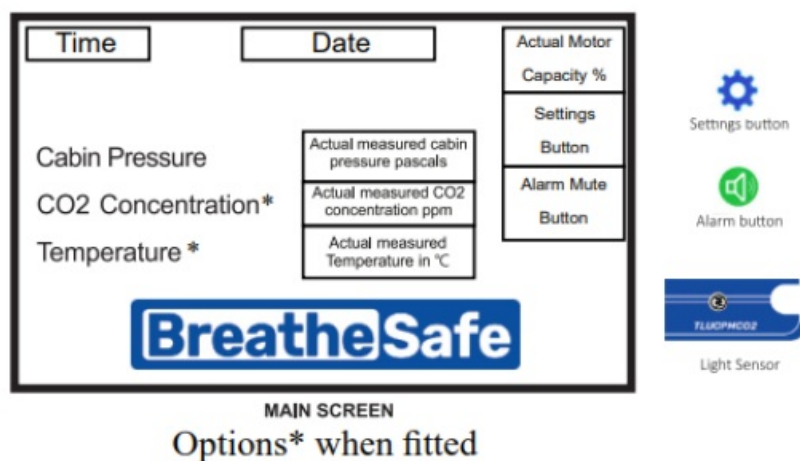 Time
Date
Actual Motor
Capacity %
Settings
Button
Alarm Mute
Button
Cabin Pressure
Actual measured cabin
pressure pascals
CO2 Concentration*
Actual measured CO2
concentration ppm
Temperature *
Actual measured
Temperature in ℃
BreatheSafe
MAIN SCREEN
Options* when fitted
Settings button
Alarm button
TLUOPMCO2
Light Sensor